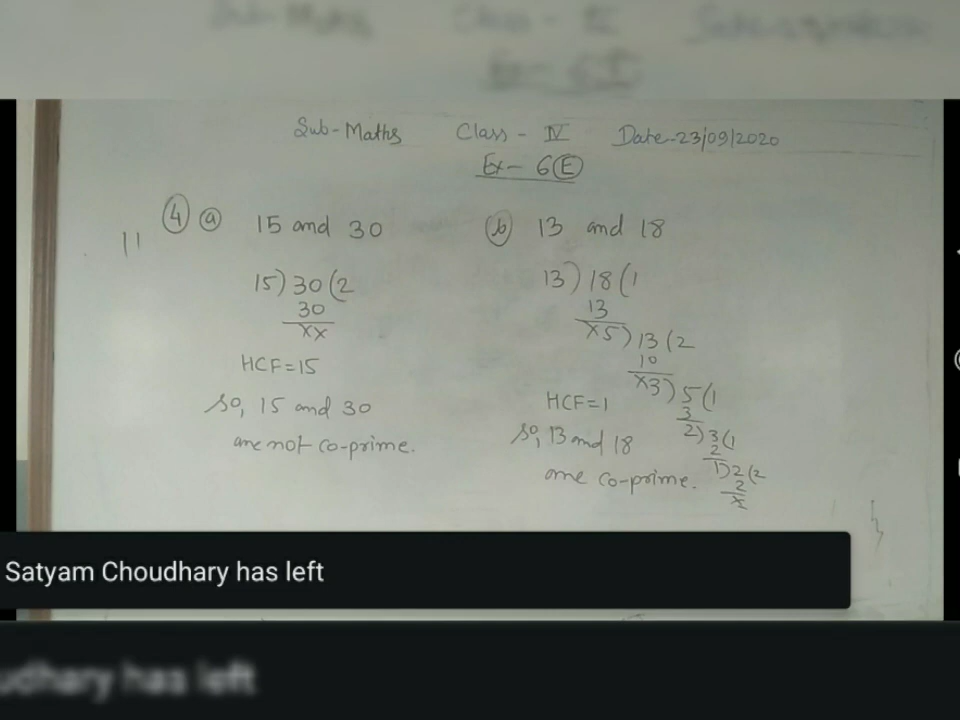 Sub-Maths Class - IV Date-23/09/2020
Ex- 6(E)
4 a 15 and 30
11
15) 30 (2
30
xx
HCF=15
so, 15 and 30
are not co-prime.
b 13 and 18
13) 18 (1
13
x5) 13 (2
10
x3) 5 (1
3
2) 3 (1
2
1) 2 (2
2
x
HCF=1
so, 13 and 18
are co-prime.
Satyam Choudhary has left
udhary has left